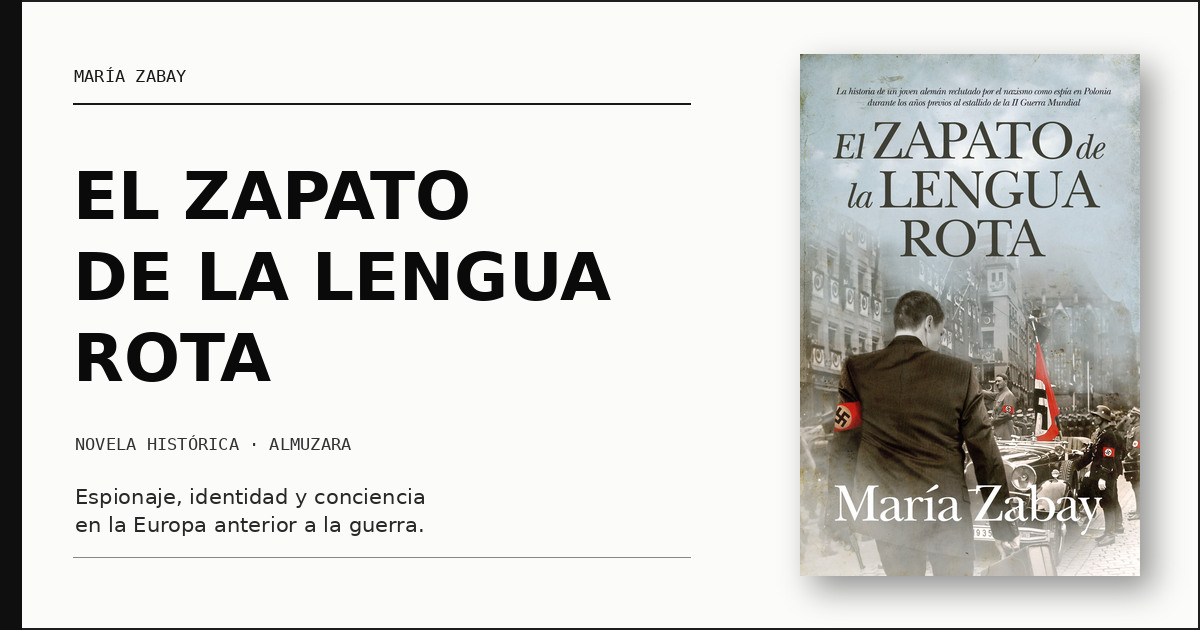 MARÍA ZABAY
EL ZAPATO
DE LA LENGUA
ROTA
NOVELA HISTÓRICA · ALMUZARA
Espionaje, identidad y conciencia
en la Europa anterior a la guerra.
La historia de un joven alemán reclutado por el nazismo como espía en Polonia
durante los años previos al estallido de la II Guerra Mundial
El ZAPATO de
la LENGUA
ROTA
María Zabay